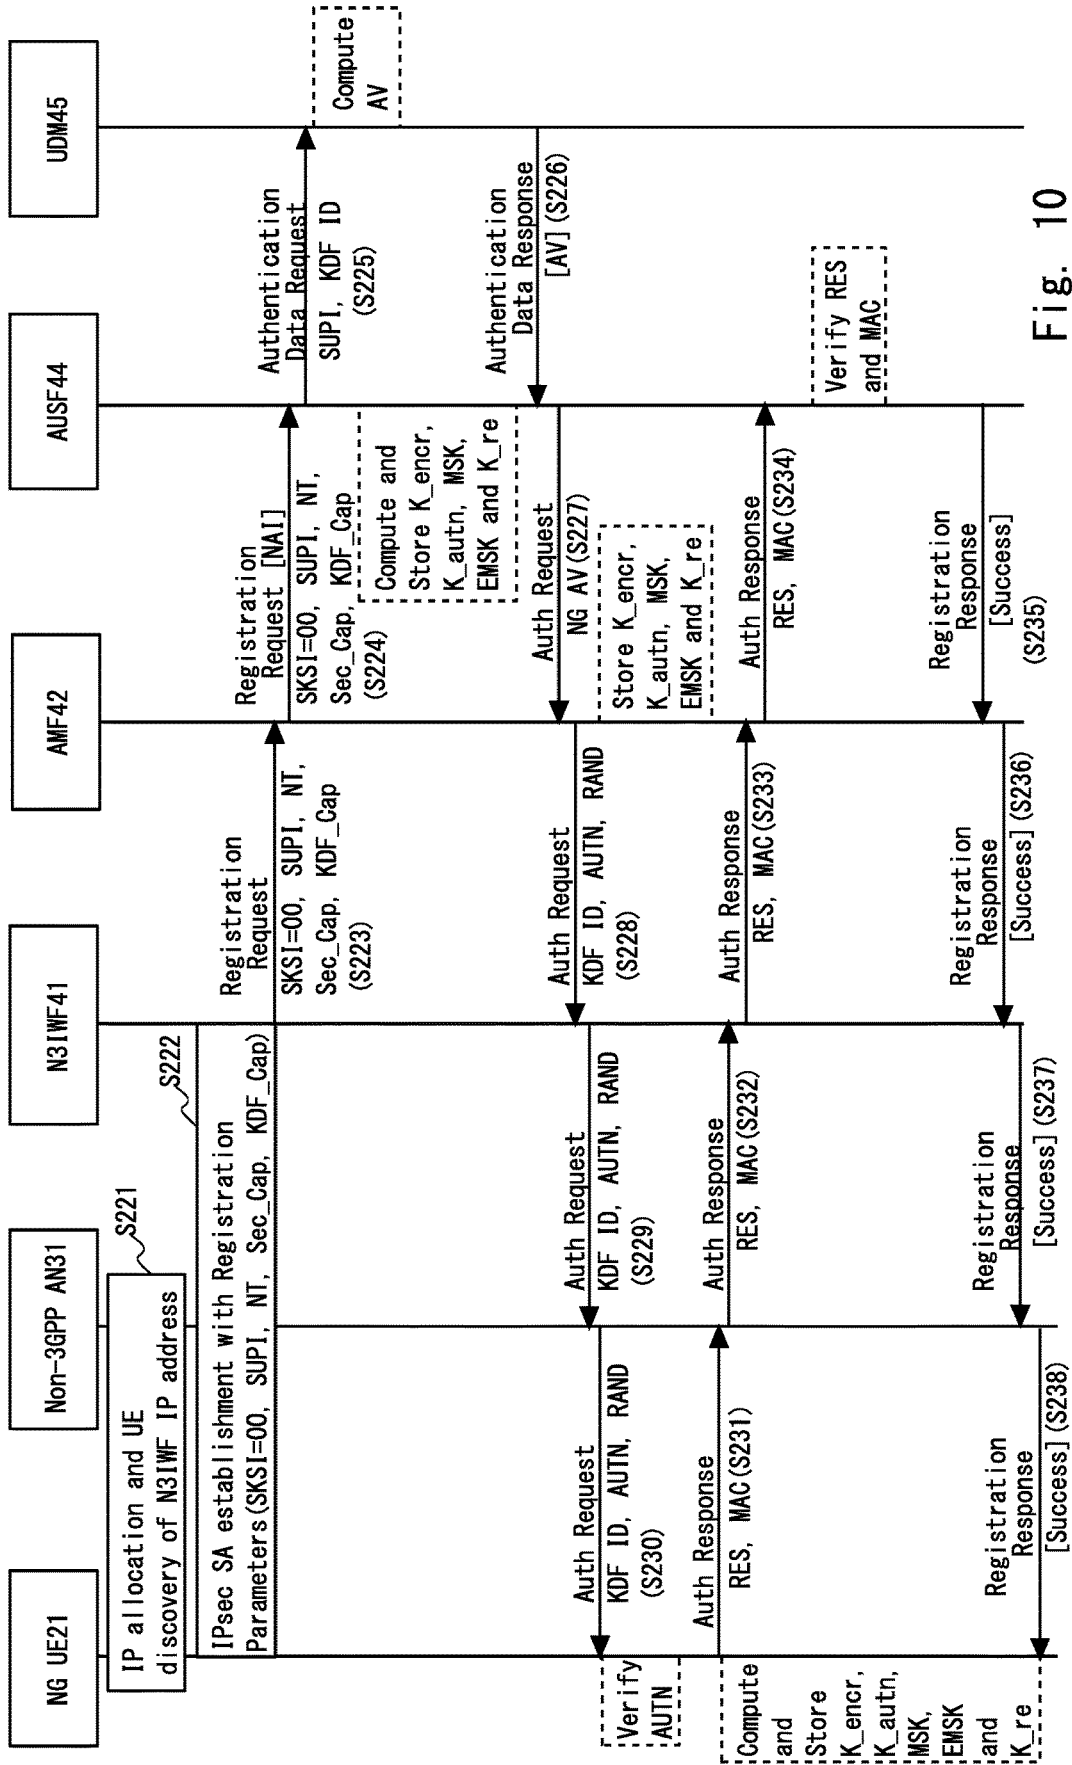 NG UE21
Non-3GPP AN31
N3IWF41
AMF42
AUSF44
UDM45
IP allocation and UE
discovery of N3IWF IP address
S221
S222
IPsec SA establishment with Registration
Parameters(SKSI=00, SUPI, NT, Sec_Cap, KDF_Cap)
Registration
Request
SKSI=00, SUPI, NT,
Sec_Cap, KDF_Cap
(S223)
Registration
Request [NAI]
SKSI=00, SUPI, NT,
Sec_Cap, KDF_Cap
(S224)
Authentication
Data Request
SUPI, KDF ID
(S225)
Compute
AV
Authentication
Data Response
[AV](S226)
Compute and
Store K_encr,
K_autn, MSK,
EMSK and K_re
Auth Request
NG AV(S227)
Store K_encr,
K_autn, MSK,
EMSK and K_re
Auth Request
KDF ID, AUTN, RAND
(S228)
Auth Request
KDF ID, AUTN, RAND
(S229)
Auth Request
KDF ID, AUTN, RAND
(S230)
Verify
AUTN
Auth Response
RES, MAC(S231)
Auth Response
RES, MAC(S232)
Auth Response
RES, MAC(S233)
Auth Response
RES, MAC(S234)
Compute
and
Store
K_encr,
K_autn,
MSK,
EMSK
and
K_re
Verify RES
and MAC
Registration
Response
[Success]
(S235)
Registration
Response
[Success](S236)
Registration
Response
[Success](S237)
Registration
Response
[Success](S238)
Fig. 10